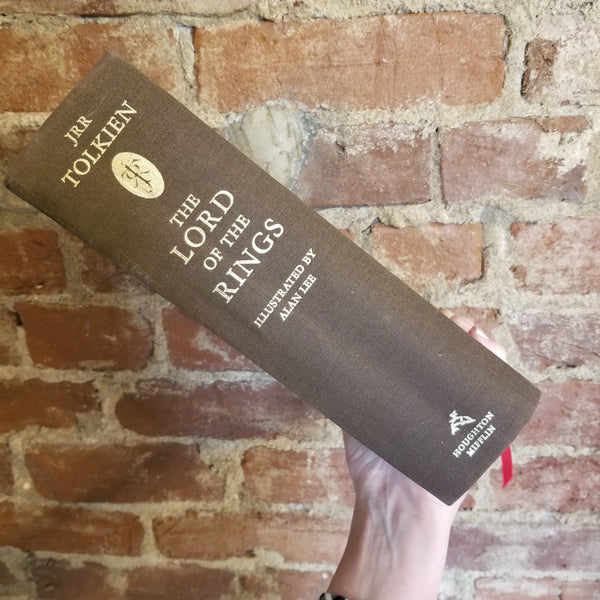 JRR
TOLKIEN
THE
LORD
OF THE
RINGS
ILLUSTRATED BY
ALAN LEE
HOUGHTON
MIFFLIN